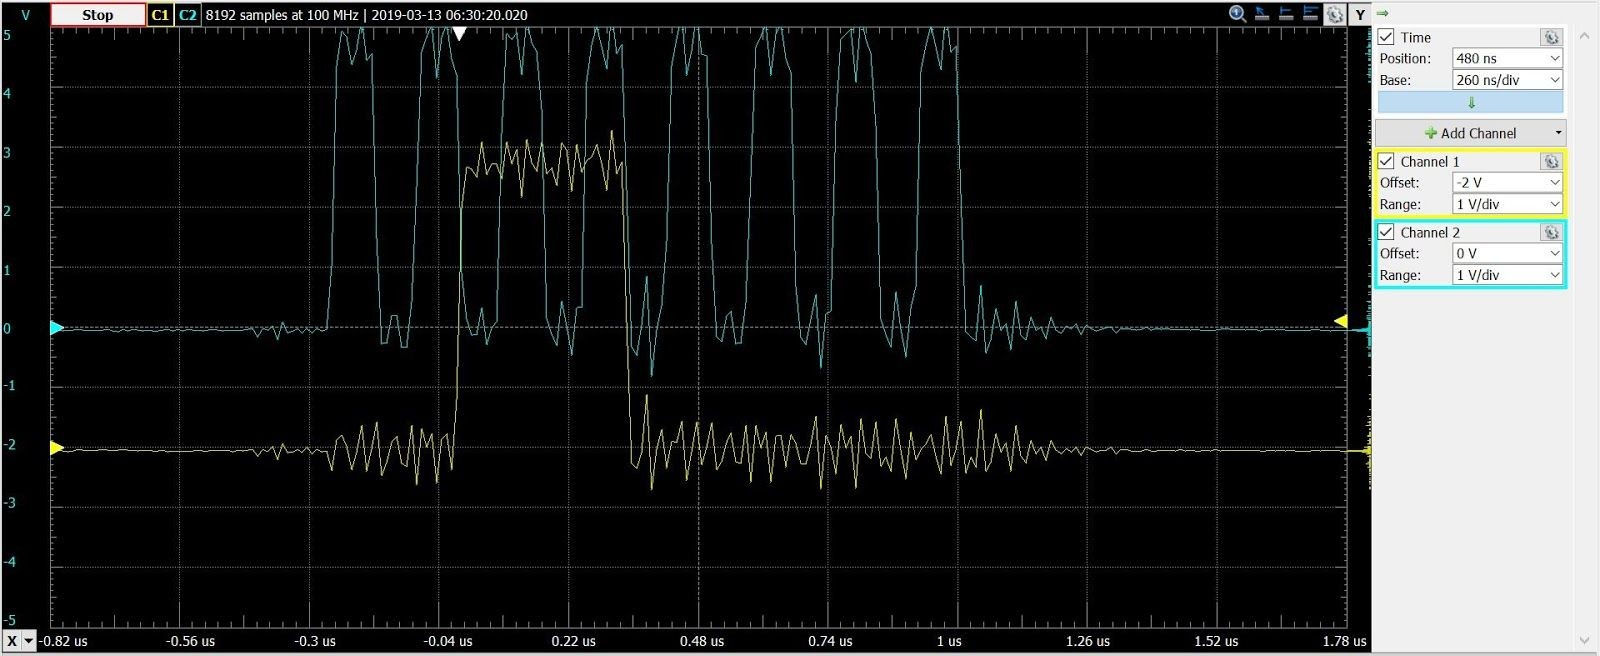 V Stop C1 C2 8192 samples at 100 MHz | 2019-03-13 06:30:20.020 Y
5
4
3
2
1
0
-1
-2
-3
-4
-5
X -0.82 us -0.56 us -0.3 us -0.04 us 0.22 us 0.48 us 0.74 us 1 us 1.26 us 1.52 us 1.78 us
Time
Position: 480 ns
Base: 260 ns/div
Add Channel
Channel 1
Offset: -2 V
Range: 1 V/div
Channel 2
Offset: 0 V
Range: 1 V/div